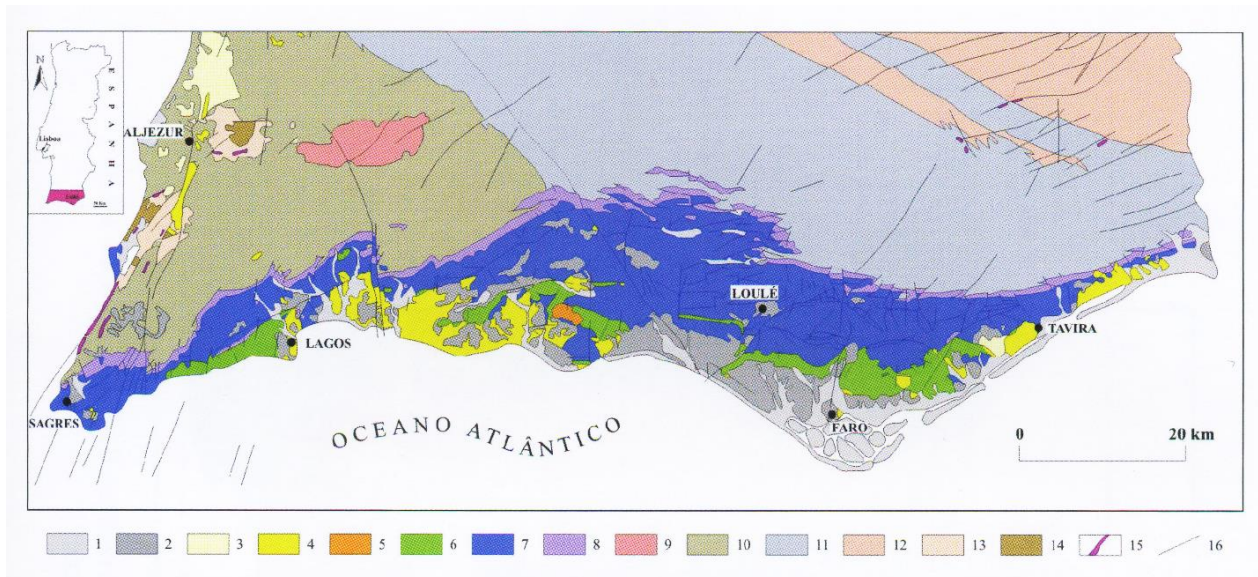 N
ESPANHA
Lisboa
ALJEZUR
LOULÉ
TAVIRA
LAGOS
SAGRES
FARO
OCEANO ATLÂNTICO
0 20 km
1 2 3 4 5 6 7 8 9 10 11 12 13 14 15 16